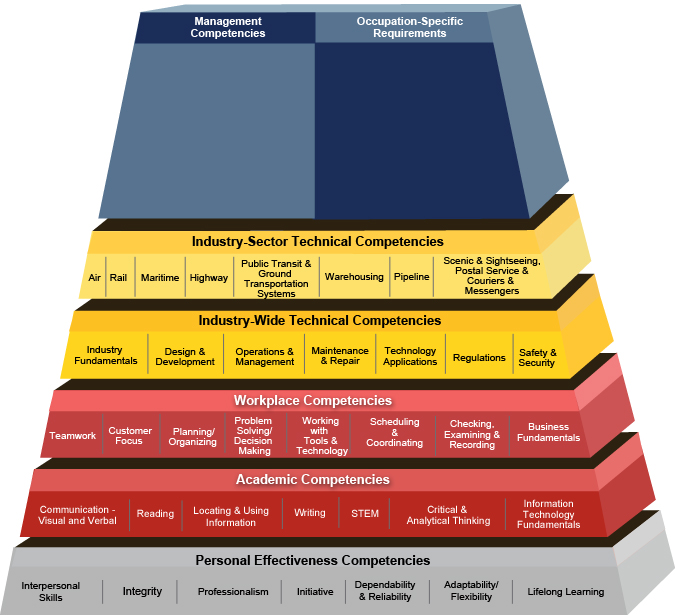 Management
Competencies
Occupation-Specific
Requirements
Industry-Sector Technical Competencies
Air
Rail
Maritime
Highway
Public Transit &
Ground
Transportation
Systems
Warehousing
Pipeline
Scenic & Sightseeing,
Postal Service &
Couriers &
Messengers
Industry-Wide Technical Competencies
Industry
Fundamentals
Design &
Development
Operations &
Management
Maintenance
& Repair
Technology
Applications
Regulations
Safety &
Security
Workplace Competencies
Teamwork
Customer
Focus
Planning/
Organizing
Problem
Solving/
Decision
Making
Working
with
Tools &
Technology
Scheduling
&
Coordinating
Checking,
Examining &
Recording
Business
Fundamentals
Academic Competencies
Communication -
Visual and Verbal
Reading
Locating & Using
Information
Writing
STEM
Critical &
Analytical Thinking
Information
Technology
Fundamentals
Personal Effectiveness Competencies
Interpersonal
Skills
Integrity
Professionalism
Initiative
Dependability
& Reliability
Adaptability/
Flexibility
Lifelong Learning